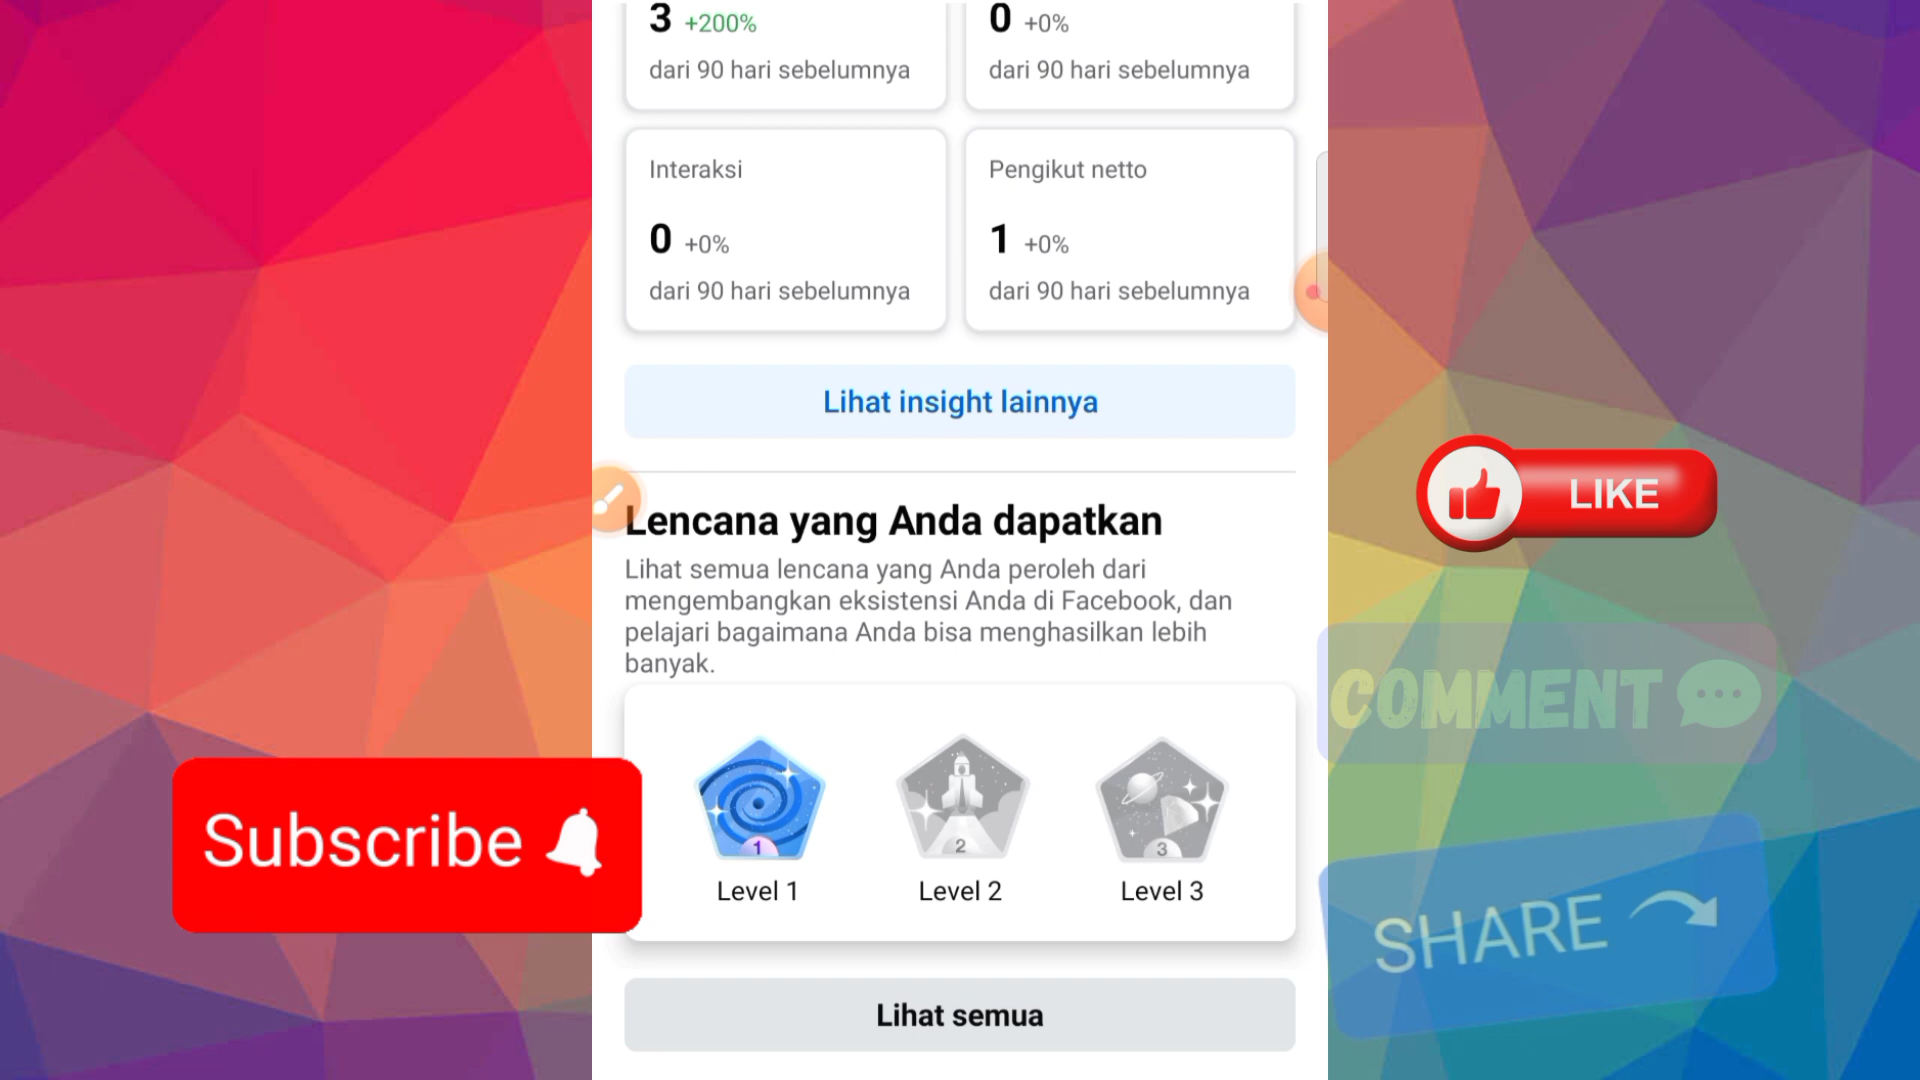 3 +200%
dari 90 hari sebelumnya
0 +0%
dari 90 hari sebelumnya
Interaksi
0 +0%
dari 90 hari sebelumnya
Pengikut netto
1 +0%
dari 90 hari sebelumnya
Lihat insight lainnya
Lencana yang Anda dapatkan
Lihat semua lencana yang Anda peroleh dari
mengembangkan eksistensi Anda di Facebook, dan
pelajari bagaimana Anda bisa menghasilkan lebih
banyak.
1
2
3
Level 1
Level 2
Level 3
Lihat semua
Subscribe
LIKE
COMMENT
SHARE